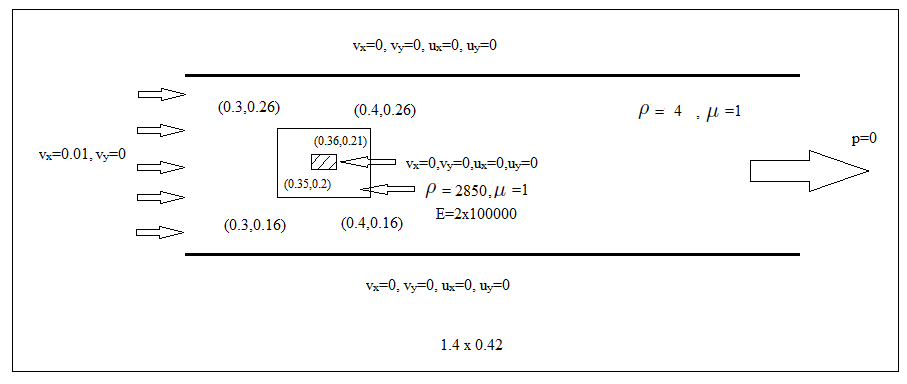 vx=0, vy=0, ux=0, uy=0
(0.3,0.26)
(0.4,0.26)
ρ = 4 , μ =1
(0.36,0.21)
p=0
vx=0.01, vy=0
vx=0,vy=0,ux=0,uy=0
(0.35,0.2)
ρ = 2850, μ =1
E=2x100000
(0.3,0.16)
(0.4,0.16)
vx=0, vy=0, ux=0, uy=0
1.4 x 0.42